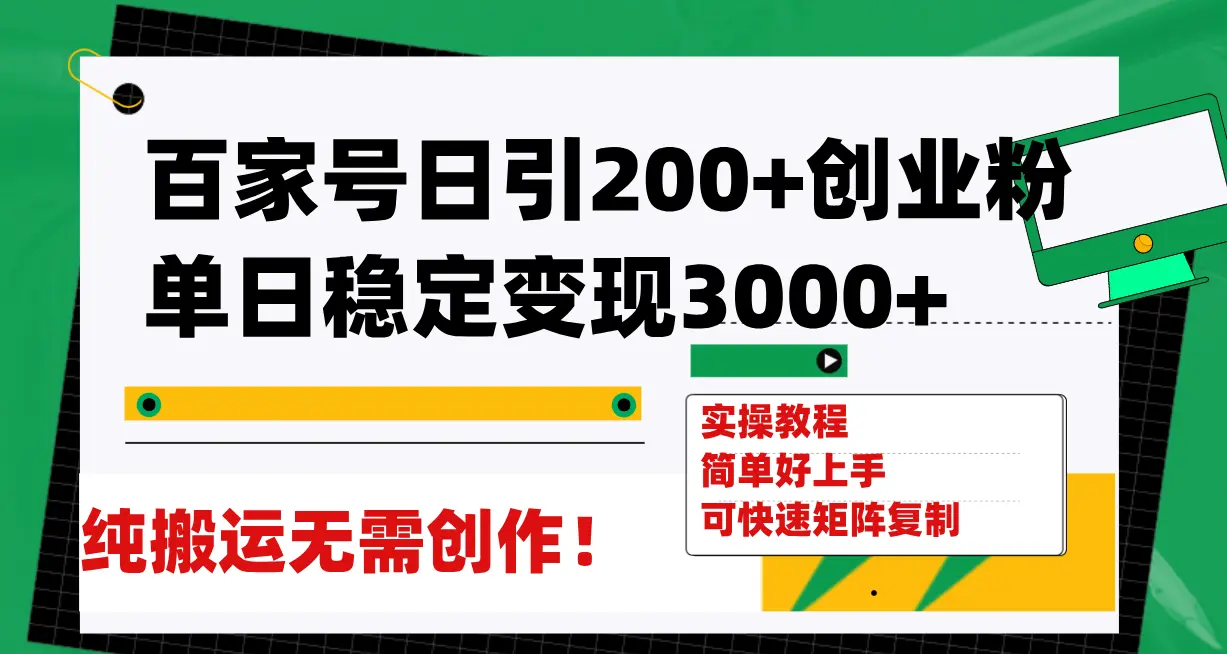 百家号日引200+创业粉
单日稳定变现3000+
实操教程
简单好上手
可快速矩阵复制
纯搬运无需创作！